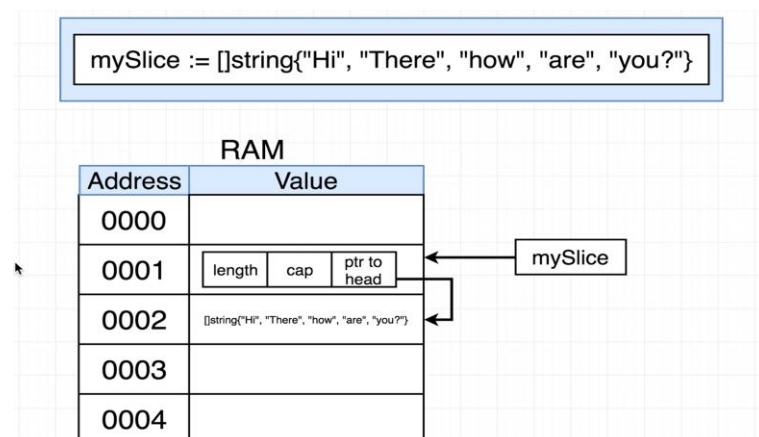 mySlice := []string{"Hi", "There", "how", "are", "you?"}
RAM
Address Value
0000
0001 length cap ptr to head
mySlice
0002 []string{"Hi", "There", "how", "are", "you?"}
0003
0004